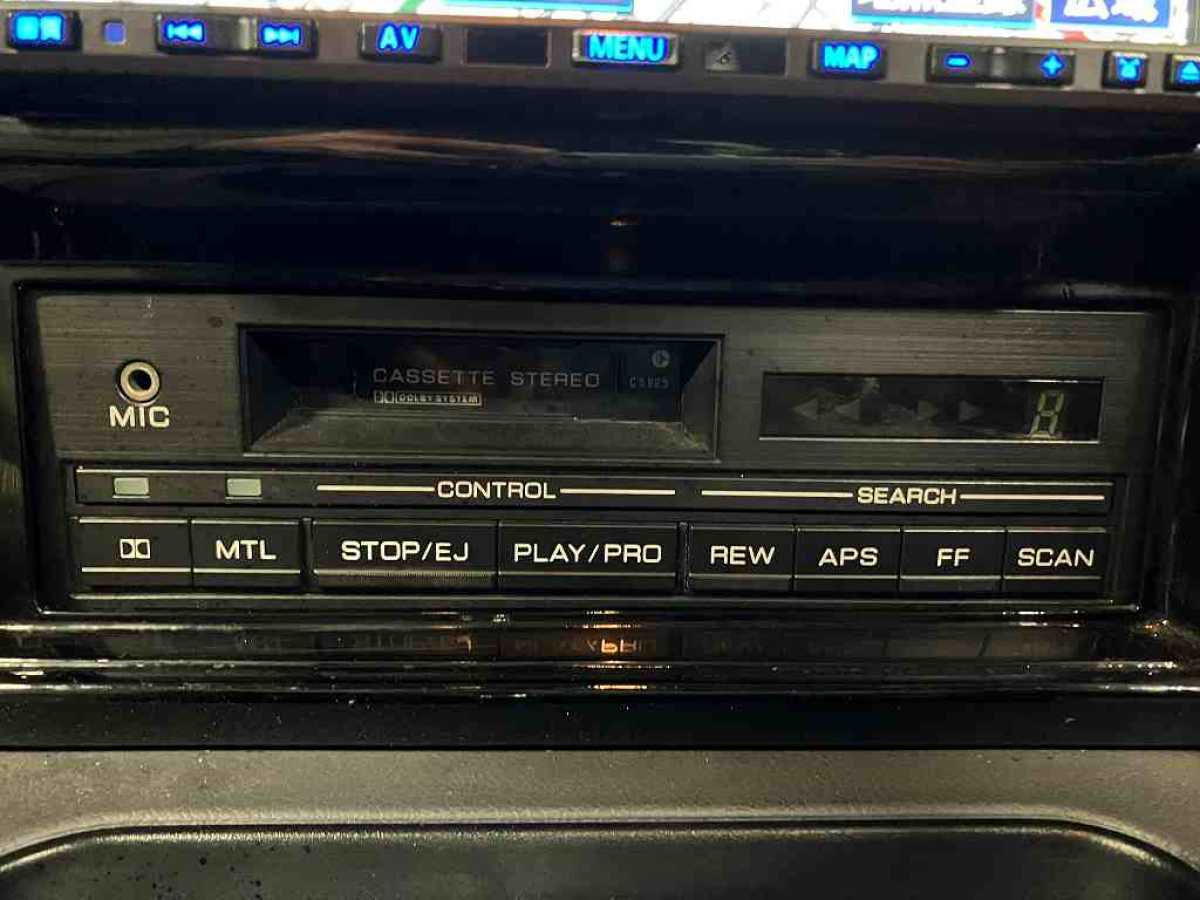 AV MENU MAP - +
CASSETTE STEREO
DOLBY SYSTEM
MIC
8
CONTROL SEARCH
MTL STOP/EJ PLAY/PRO REW APS FF SCAN